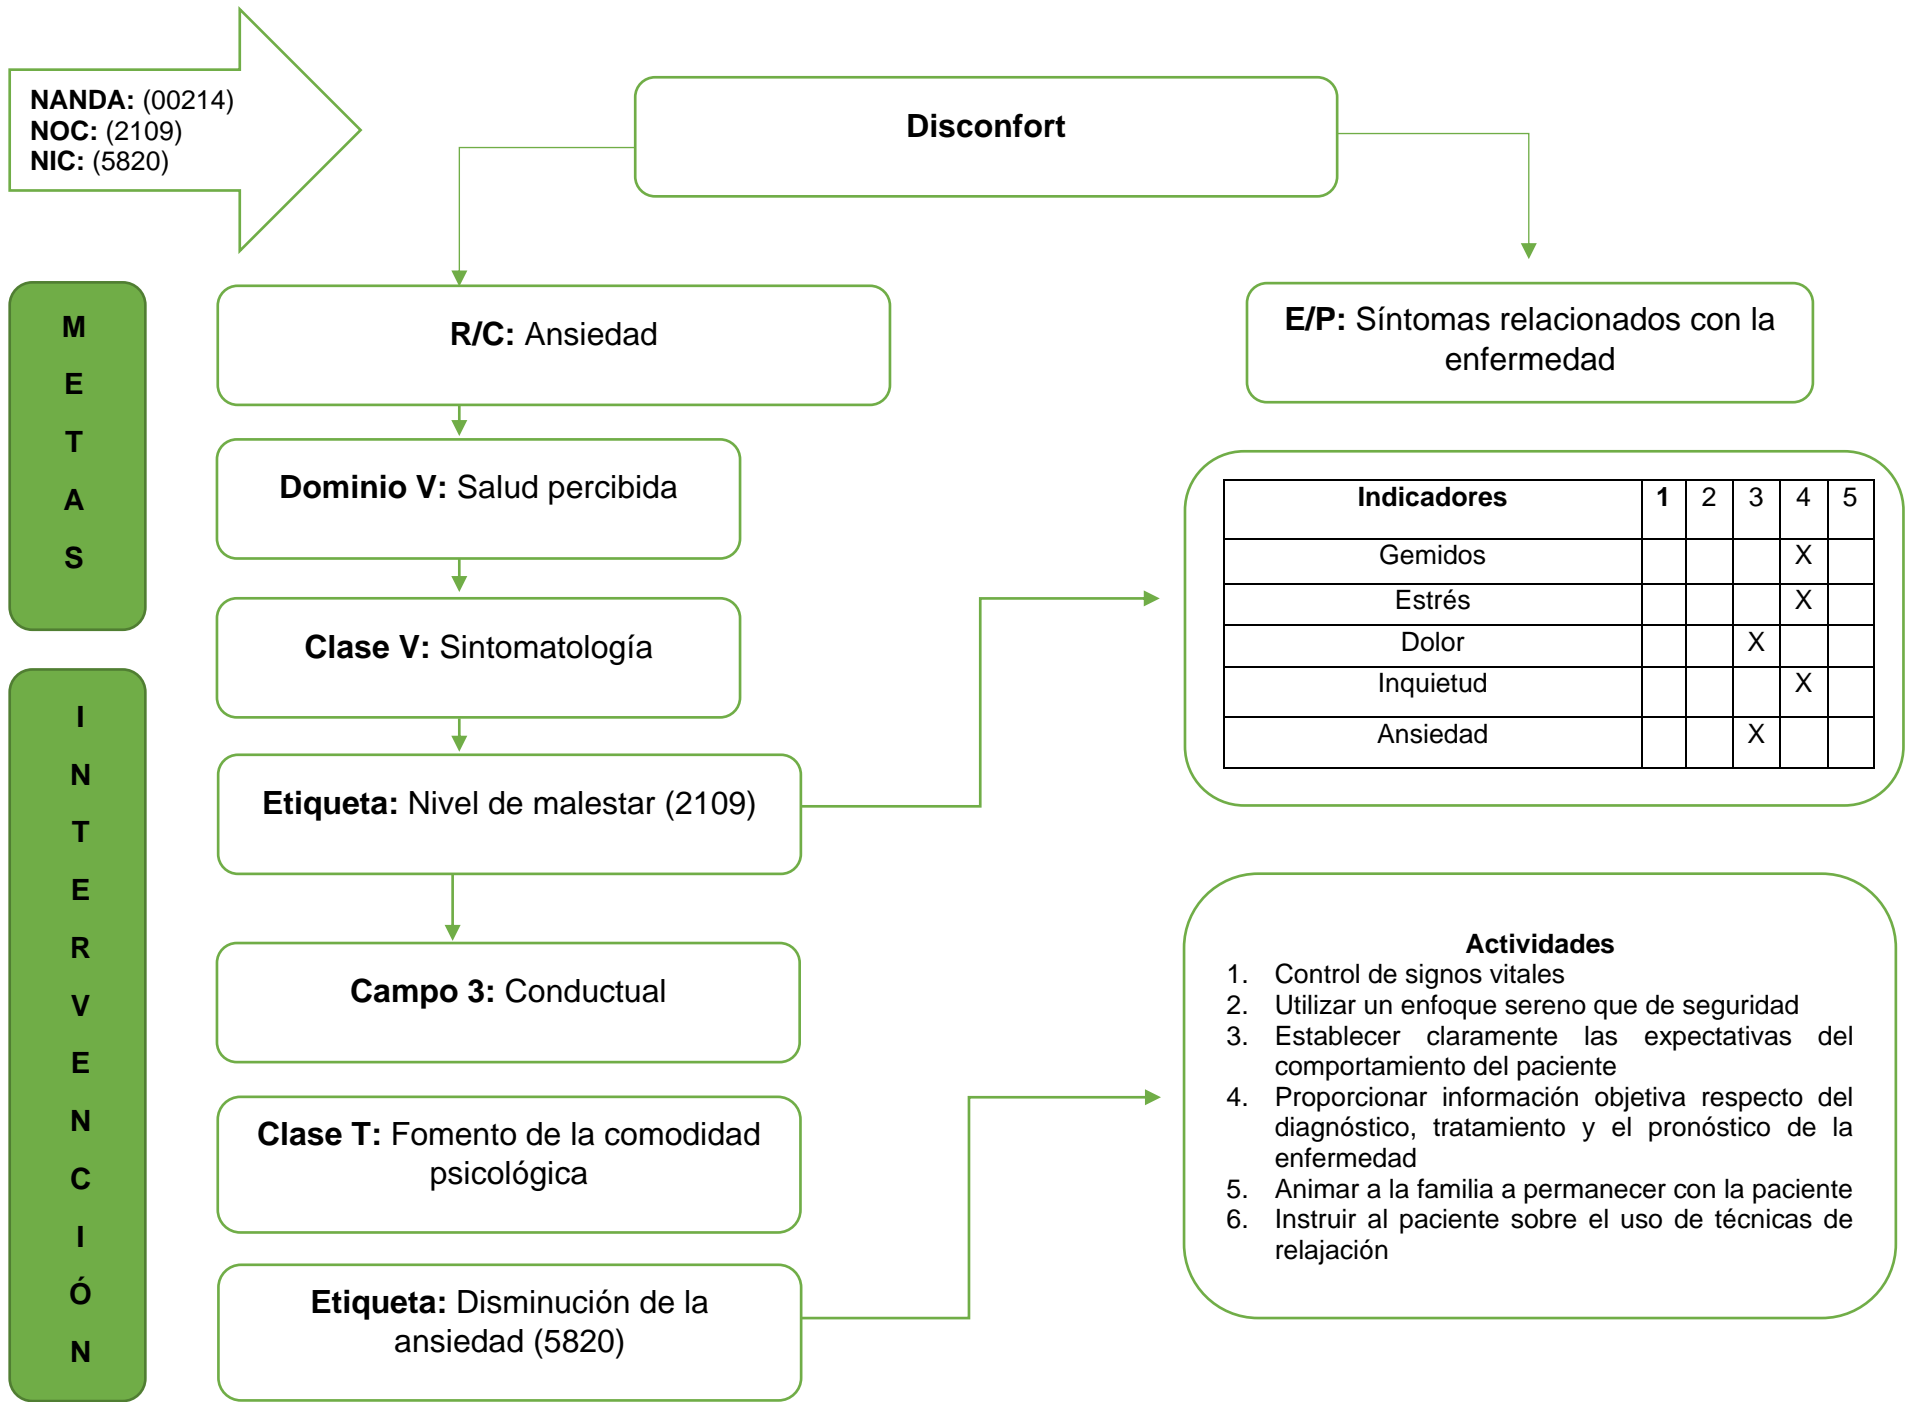 NANDA: (00214)
NOC: (2109)
NIC: (5820)
Disconfort
M
E
T
A
S
R/C: Ansiedad
E/P: Síntomas relacionados con la
enfermedad
Dominio V: Salud percibida
Clase V: Sintomatología
Etiqueta: Nivel de malestar (2109)
Indicadores 1 2 3 4 5
Gemidos X
Estrés X
Dolor X
Inquietud X
Ansiedad X
I
N
T
E
R
V
E
N
C
I
Ó
N
Campo 3: Conductual
Clase T: Fomento de la comodidad
psicológica
Etiqueta: Disminución de la
ansiedad (5820)
Actividades
1. Control de signos vitales
2. Utilizar un enfoque sereno que de seguridad
3. Establecer claramente las expectativas del
comportamiento del paciente
4. Proporcionar información objetiva respecto del
diagnóstico, tratamiento y el pronóstico de la
enfermedad
5. Animar a la familia a permanecer con la paciente
6. Instruir al paciente sobre el uso de técnicas de
relajación